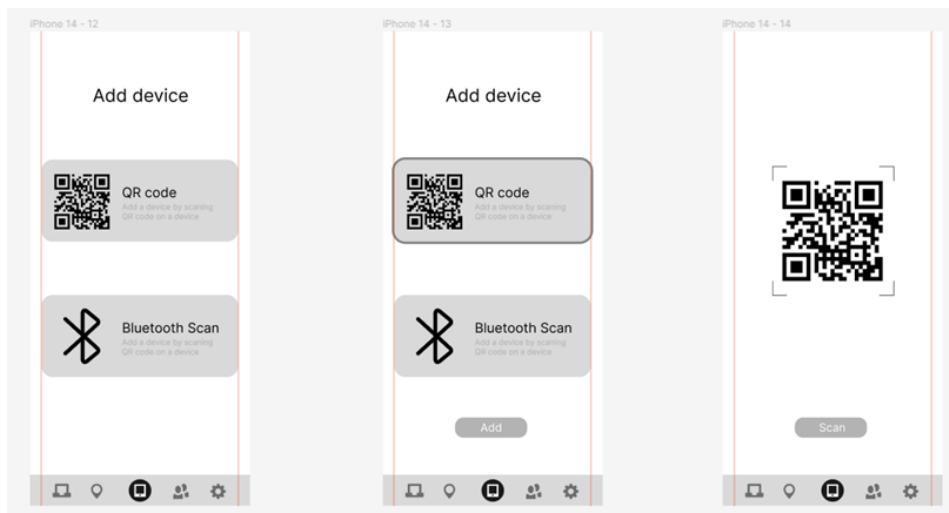 iPhone 14 - 12
Add device
QR code
Add a device by scaning
QR code on a device
Bluetooth Scan
Add a device by scaning
QR code on a device
iPhone 14 - 13
Add device
QR code
Add a device by scaning
QR code on a device
Bluetooth Scan
Add a device by scaning
QR code on a device
Add
iPhone 14 - 14
Scan